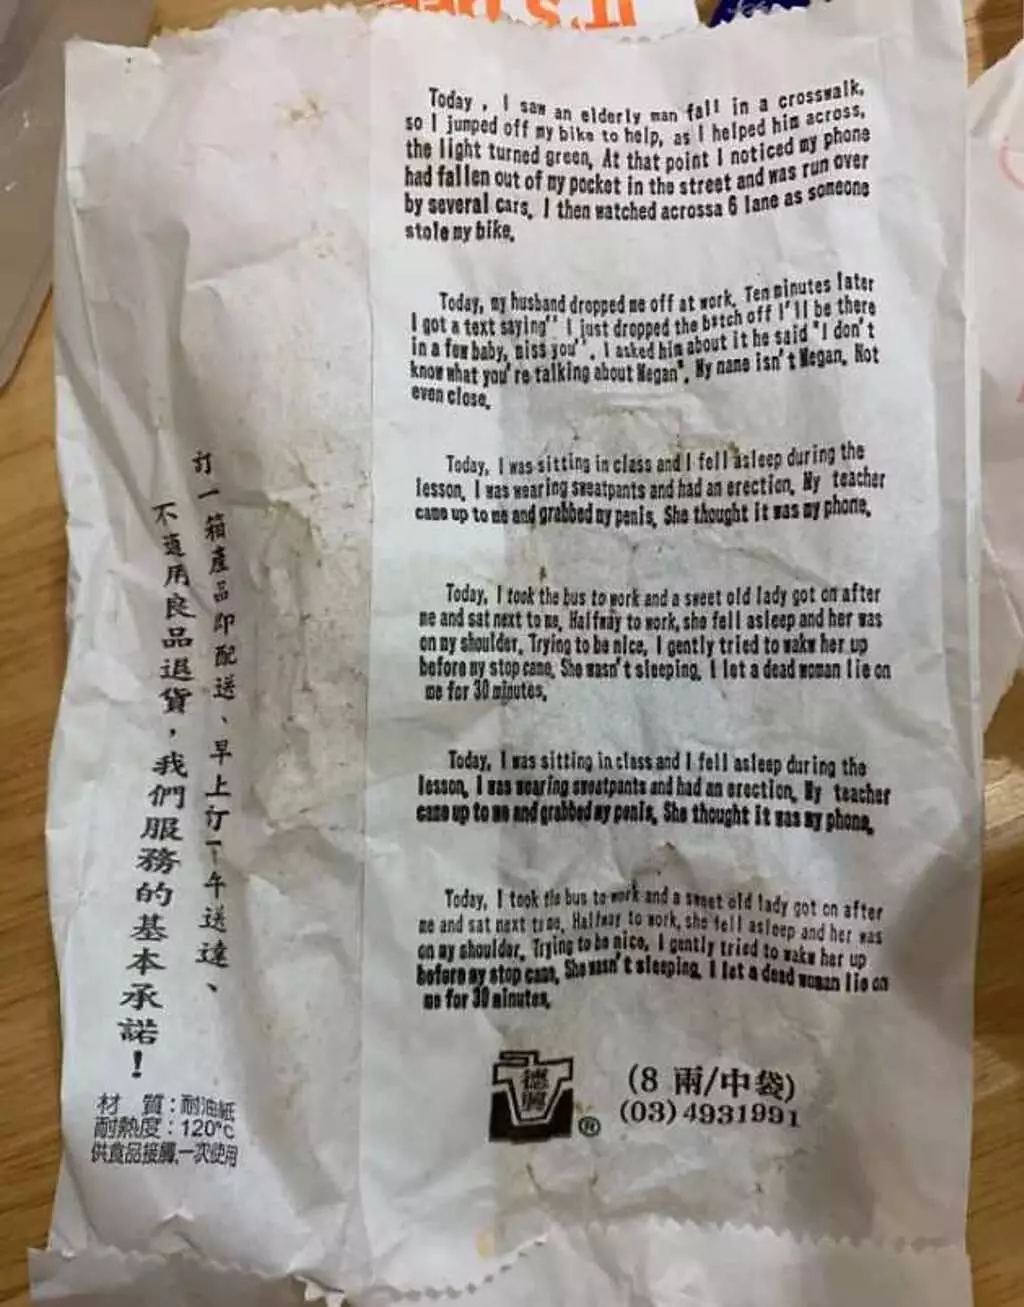 Today, I saw an elderly man fall in a crosswalk,
so I jumped off my bike to help, as I helped him across,
the light turned green, At that point I noticed my phone
had fallen out of my pocket in the street and was run over
by several cars, I then watched acrossa 6 lane as someone
stole my bike,
Today, my husband dropped me off at work, Ten minutes later
I got a text saying" I just dropped the b*tch off I'll be there
in a few baby, miss you". I asked him about it he said "I don't
know what you're talking about Megan", My name isn't Megan, Not
even close,
Today, I was sitting in class and I fell asleep during the
lesson, I was wearing sweatpants and had an erection, My teacher
came up to me and grabbed my penis, She thought it was my phone,
Today, I took the bus to work and a sweet old lady got on after
me and sat next to me, Halfway to work, she fell asleep and her was
on my shoulder, Trying to be nice, I gently tried to wake her up
before my stop came, She wasn't sleeping, I let a dead woman lie on
me for 30 minutes,
Today, I was sitting in class and I fell asleep during the
lesson, I was wearing sweatpants and had an erection, My teacher
came up to me and grabbed my penis, She thought it was my phone,
Today, I took the bus to work and a sweet old lady got on after
me and sat next to me, Halfway to work, she fell asleep and her was
on my shoulder, Trying to be nice, I gently tried to wake her up
before my stop came, She wasn't sleeping, I let a dead woman lie on
me for 30 minutes,
訂一箱產品即配送、早上訂下午送達、
不適用良品退貨，我們服務的基本承諾！
材 質：耐油紙
耐熱度：120°C
供食品接觸,一次使用
德興
®
(8 兩/中袋)
(03)4931991